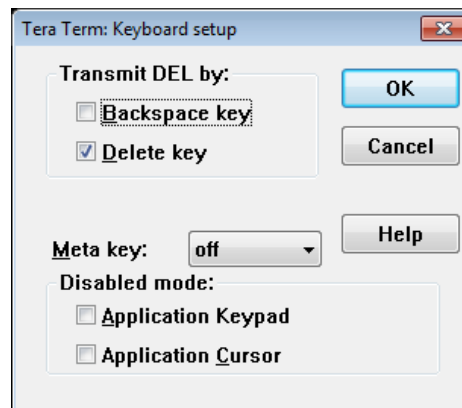 Tera Term: Keyboard setup
Transmit DEL by:
Backspace key
Delete key
OK
Cancel
Meta key:
off
Help
Disabled mode:
Application Keypad
Application Cursor